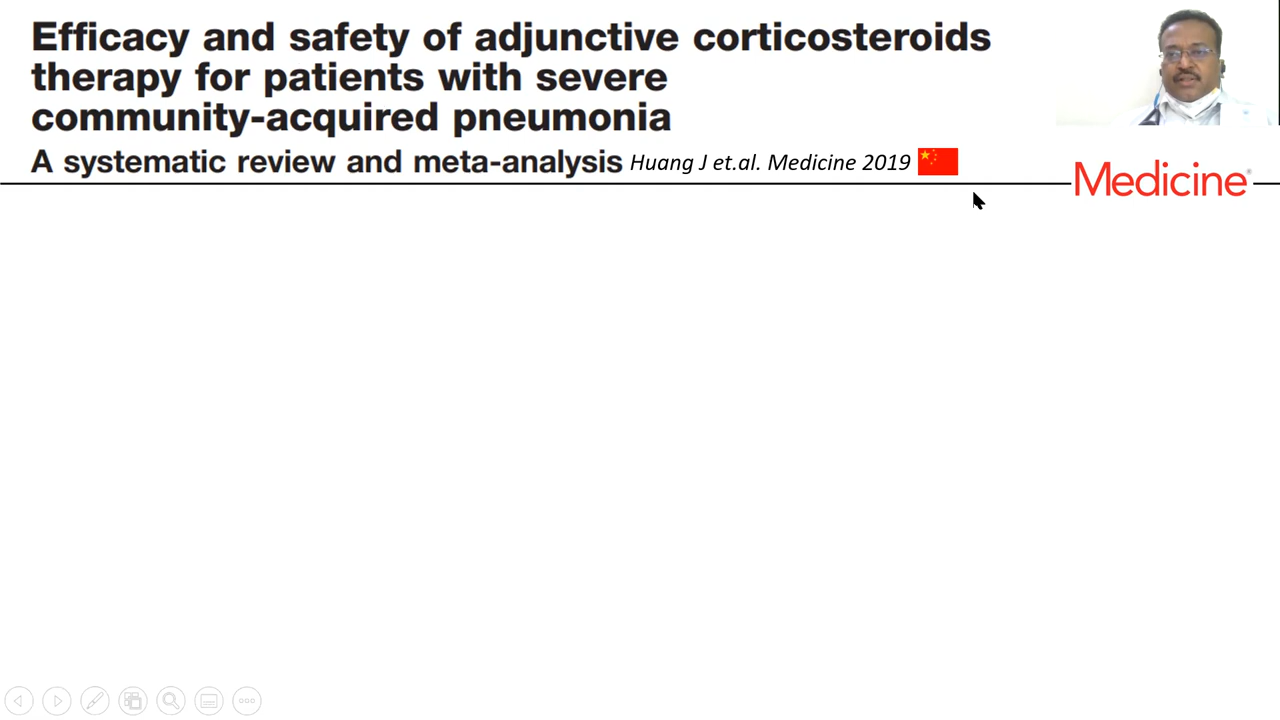 Efficacy and safety of adjunctive corticosteroids
therapy for patients with severe
community-acquired pneumonia
A systematic review and meta-analysis Huang J et.al. Medicine 2019
Medicine®